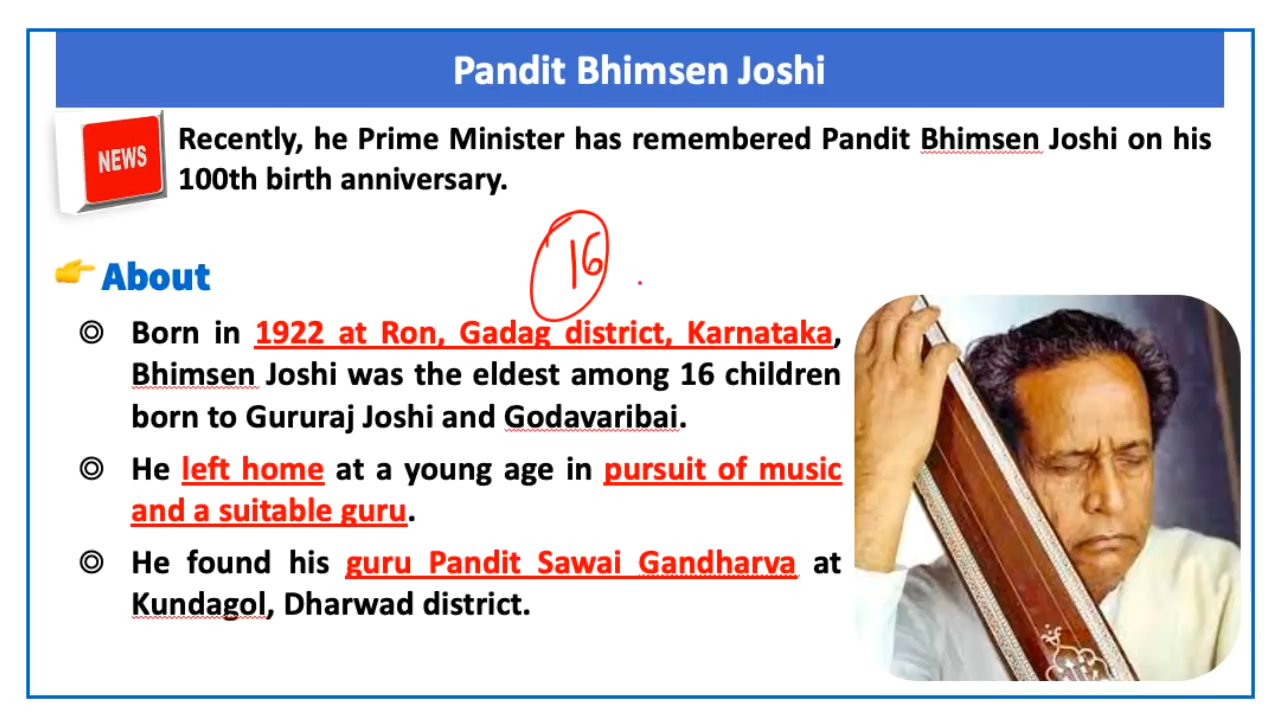 Pandit Bhimsen Joshi
NEWS
Recently, he Prime Minister has remembered Pandit Bhimsen Joshi on his
100th birth anniversary.
16
About
Born in 1922 at Ron, Gadag district, Karnataka,
Bhimsen Joshi was the eldest among 16 children
born to Gururaj Joshi and Godavaribai.
He left home at a young age in pursuit of music
and a suitable guru.
He found his guru Pandit Sawai Gandharva at
Kundagol, Dharwad district.